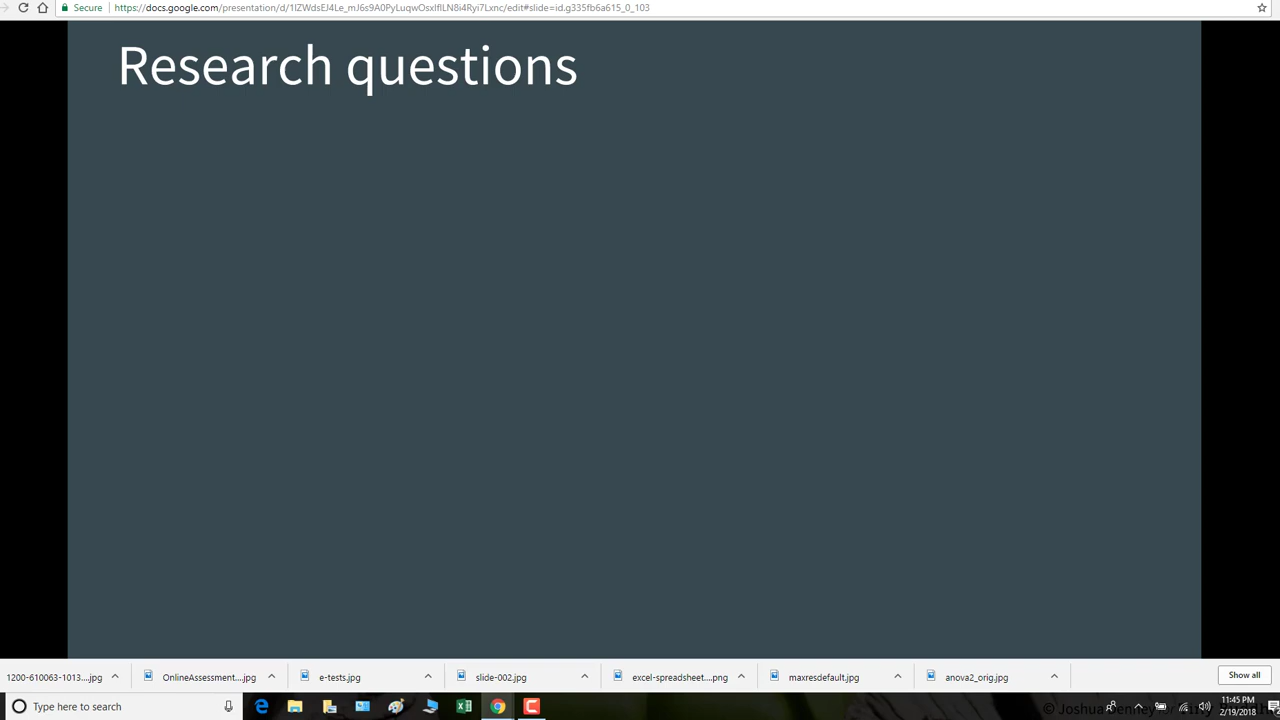 Secure
https://docs.google.com/presentation/d/1IZWdsEJ4Le_mJ6s9A0PyLuqwOsxIflLN8i4Ryi7Lxnc/edit#slide=id.g335fb6a615_0_103
Research questions
1200-610063-1013....jpg
OnlineAssessment....jpg
e-tests.jpg
slide-002.jpg
excel-spreadsheet....png
maxresdefault.jpg
anova2_orig.jpg
Show all
Type here to search
11:45 PM
2/19/2018
© Joshua